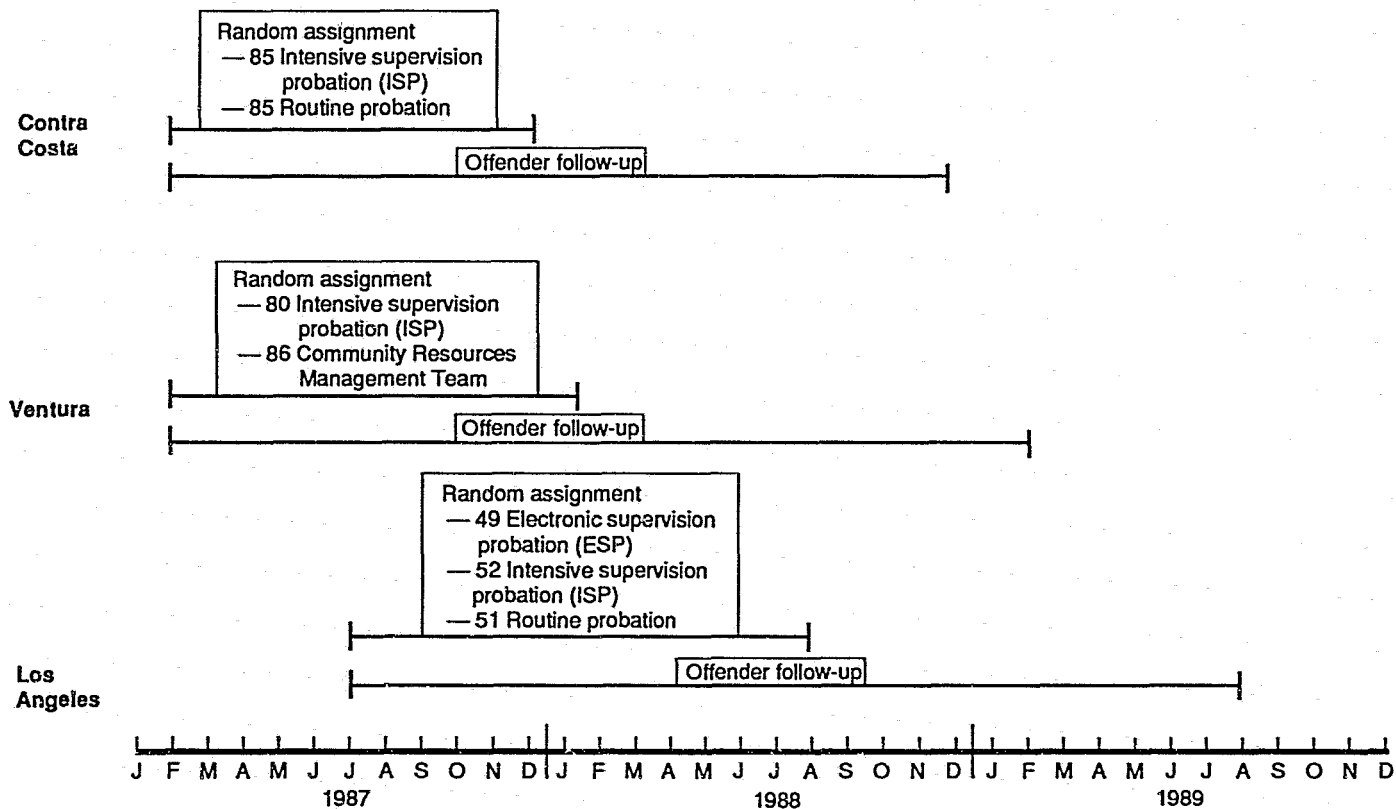 Random assignment
— 85 Intensive supervision
probation (ISP)
— 85 Routine probation
Contra
Costa
Offender follow-up
Random assignment
— 80 Intensive supervision
probation (ISP)
— 86 Community Resources
Management Team
Ventura
Offender follow-up
Random assignment
— 49 Electronic supervision
probation (ESP)
— 52 Intensive supervision
probation (ISP)
— 51 Routine probation
Los
Angeles
Offender follow-up
J F M A M J J A S O N D J F M A M J J A S O N D J F M A M J J A S O N D
1987 1988 1989